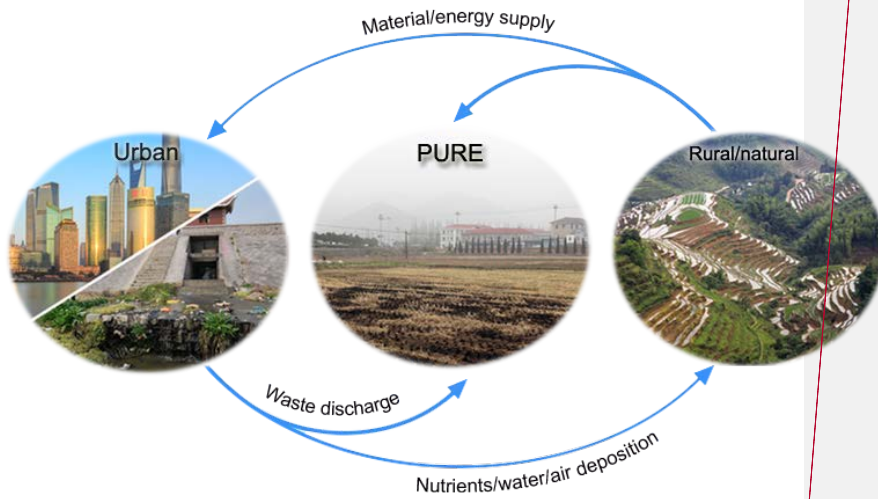 Material/energy supply
Urban
PURE
Rural/natural
Waste discharge
Nutrients/water/air deposition